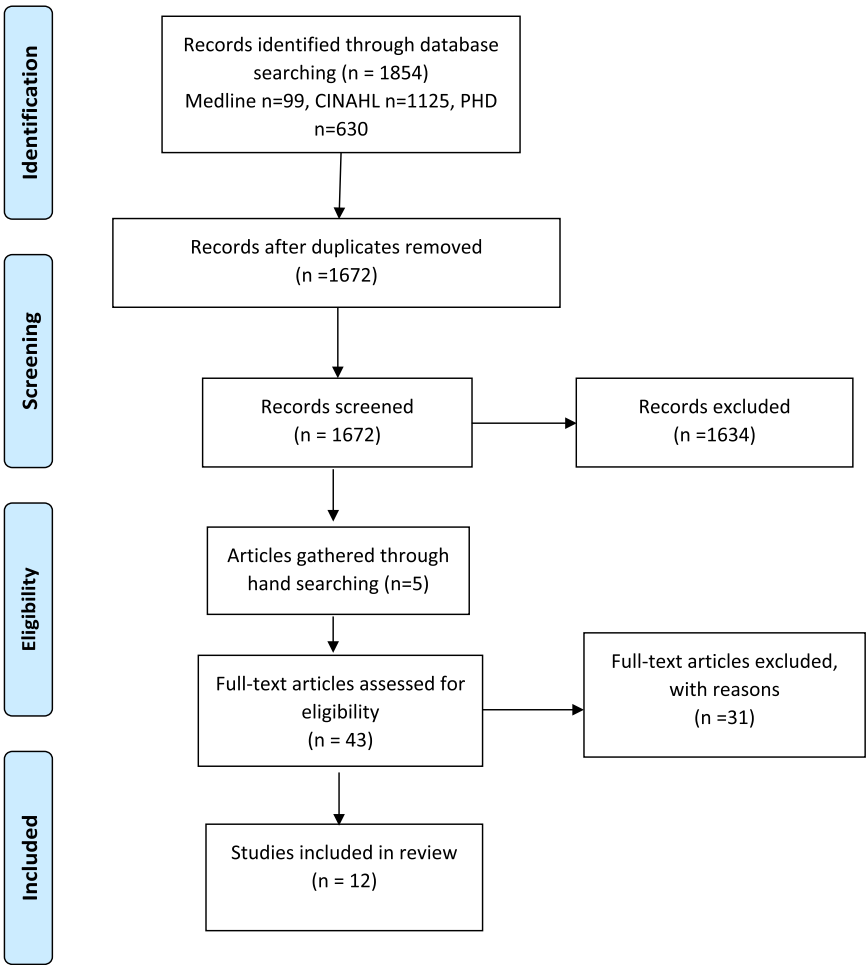 Identification
Records identified through database
searching (n = 1854)
Medline n=99, CINAHL n=1125, PHD
n=630
Records after duplicates removed
(n =1672)
Screening
Records screened
(n = 1672)
Records excluded
(n =1634)
Eligibility
Articles gathered through
hand searching (n=5)
Full-text articles assessed for
eligibility
(n = 43)
Full-text articles excluded,
with reasons
(n =31)
Included
Studies included in review
(n = 12)